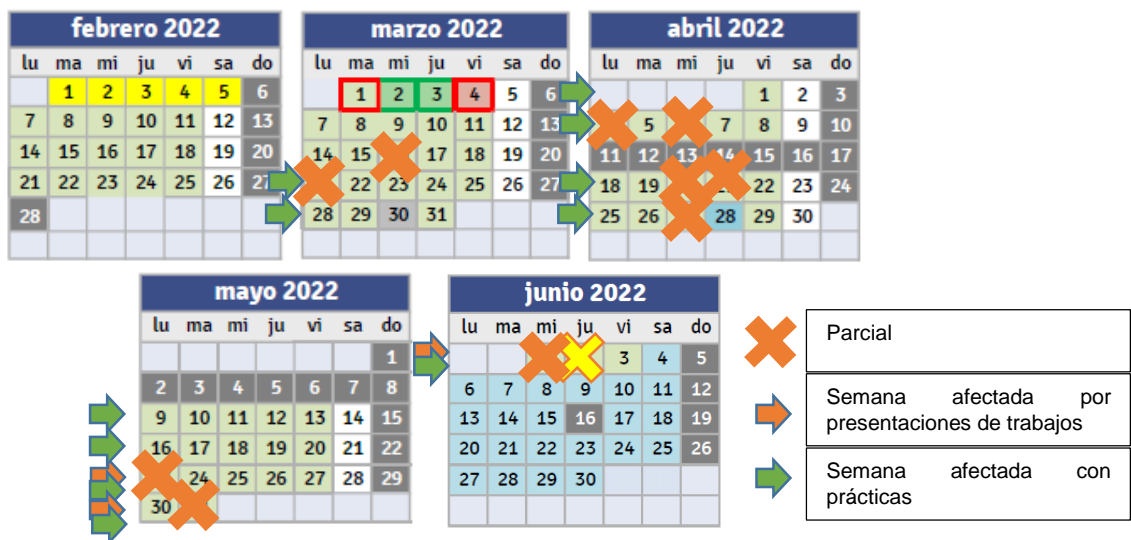 febrero 2022
lu ma mi ju vi sa do
1 2 3 4 5 6
7 8 9 10 11 12 13
14 15 16 17 18 19 20
21 22 23 24 25 26 27
28
marzo 2022
lu ma mi ju vi sa do
1 2 3 4 5 6
7 8 9 10 11 12 13
14 15 17 18 19 20
22 23 24 25 26 27
28 29 30 31
abril 2022
lu ma mi ju vi sa do
1 2 3
5 7 8 9 10
11 12 13 14 15 16 17
18 19 22 23 24
25 26 28 29 30
mayo 2022
lu ma mi ju vi sa do
1
2 3 4 5 6 7 8
9 10 11 12 13 14 15
16 17 18 19 20 21 22
24 25 26 27 28 29
30
junio 2022
lu ma mi ju vi sa do
3 4 5
6 7 8 9 10 11 12
13 14 15 16 17 18 19
20 21 22 23 24 25 26
27 28 29 30
Parcial
Semana afectada por
presentaciones de trabajos
Semana afectada con
prácticas